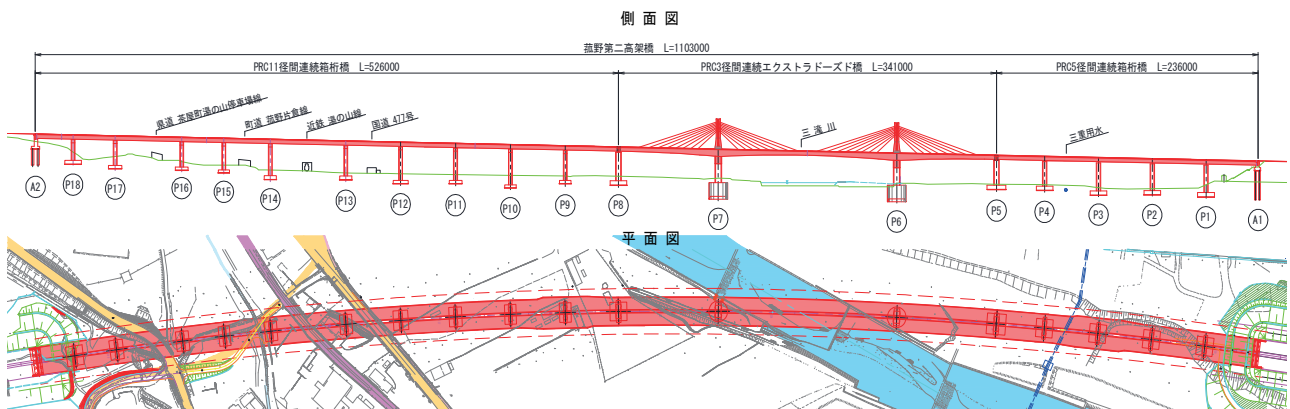 側面図
菰野第二高架橋 L=1103000
PRC11径間連続箱桁橋 L=526000
PRC3径間連続エクストラドーズド橋 L=341000
PRC5径間連続箱桁橋 L=236000
県道 茶屋町湯の山停車場線
町道 菰野片倉線
近鉄 湯の山線
国道 477号
三滝川
三重用水
A2
P18
P17
P16
P15
P14
P13
P12
P11
P10
P9
P8
P7
P6
P5
P4
P3
P2
P1
A1
平面図